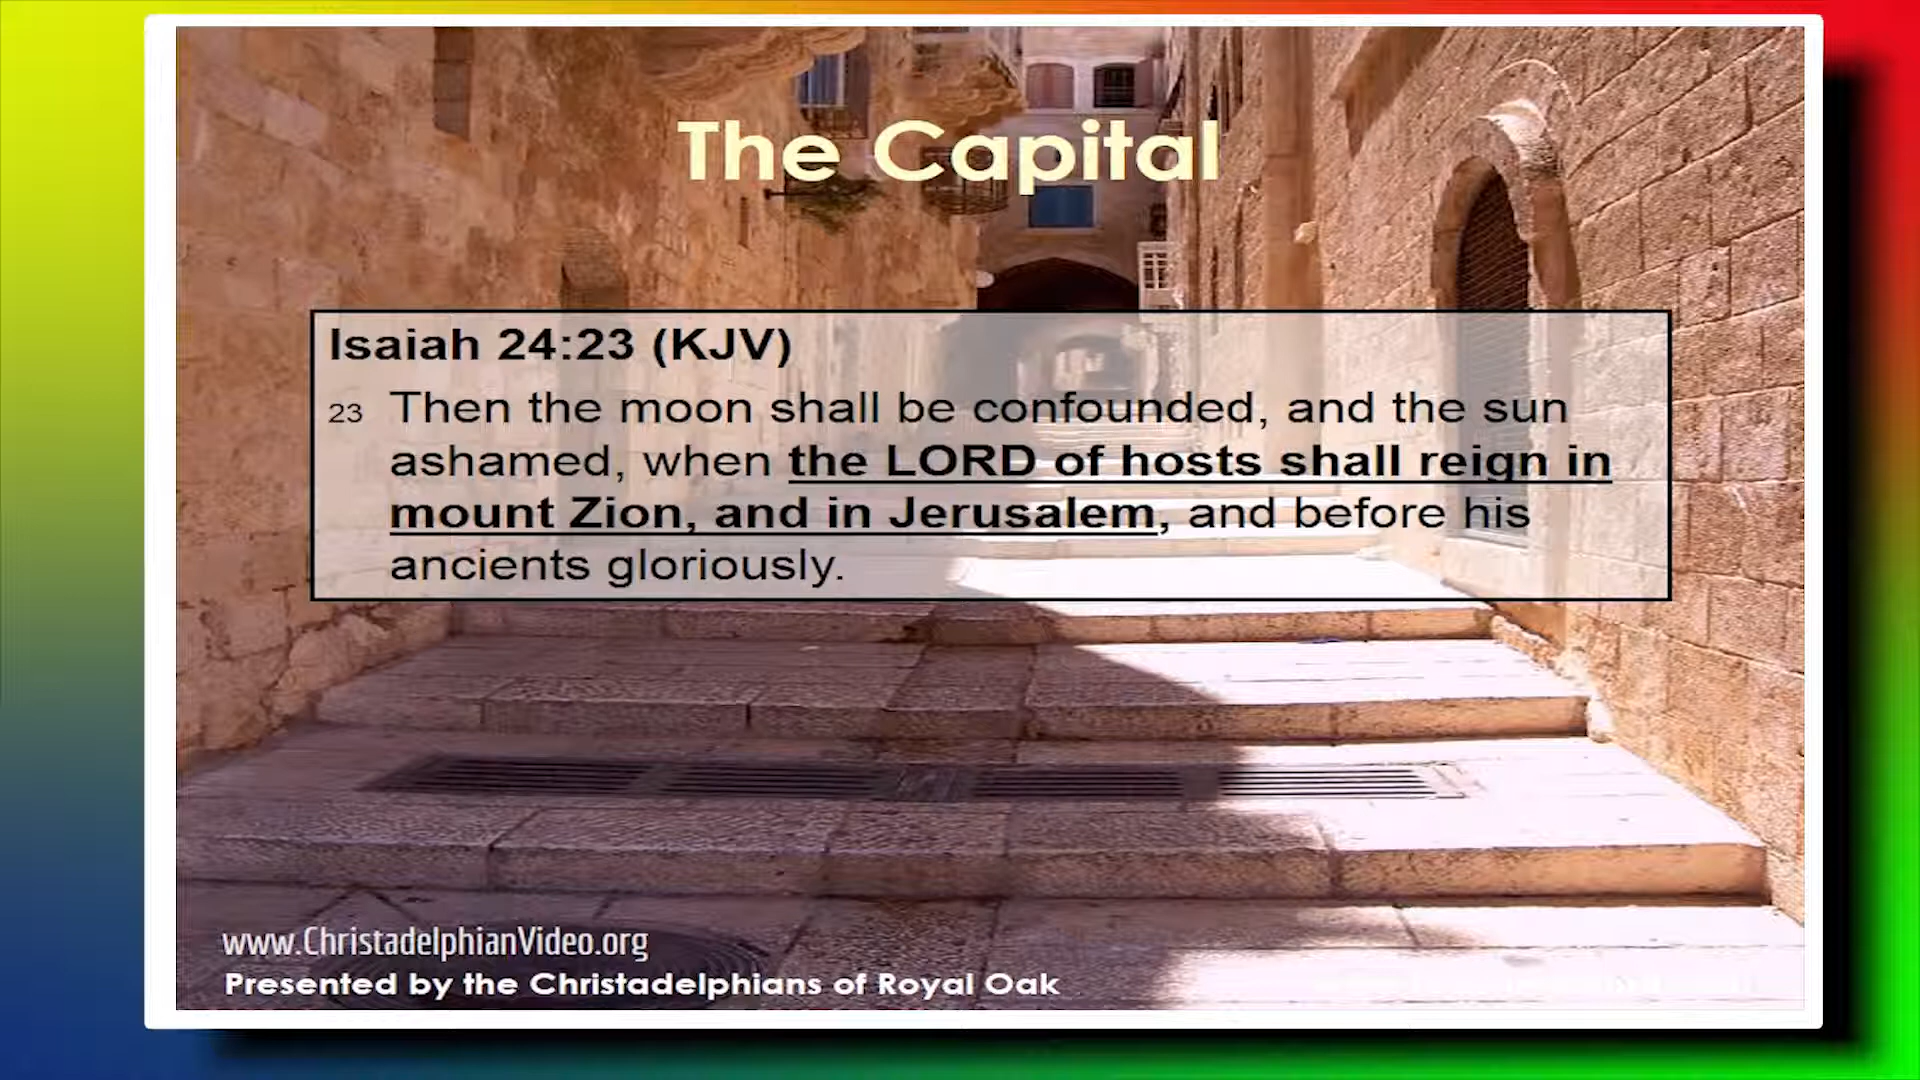 The Capital
Isaiah 24:23 (KJV)
23 Then the moon shall be confounded, and the sun
ashamed, when the LORD of hosts shall reign in
mount Zion, and in Jerusalem, and before his
ancients gloriously.
www.ChristadelphianVideo.org
Presented by the Christadelphians of Royal Oak